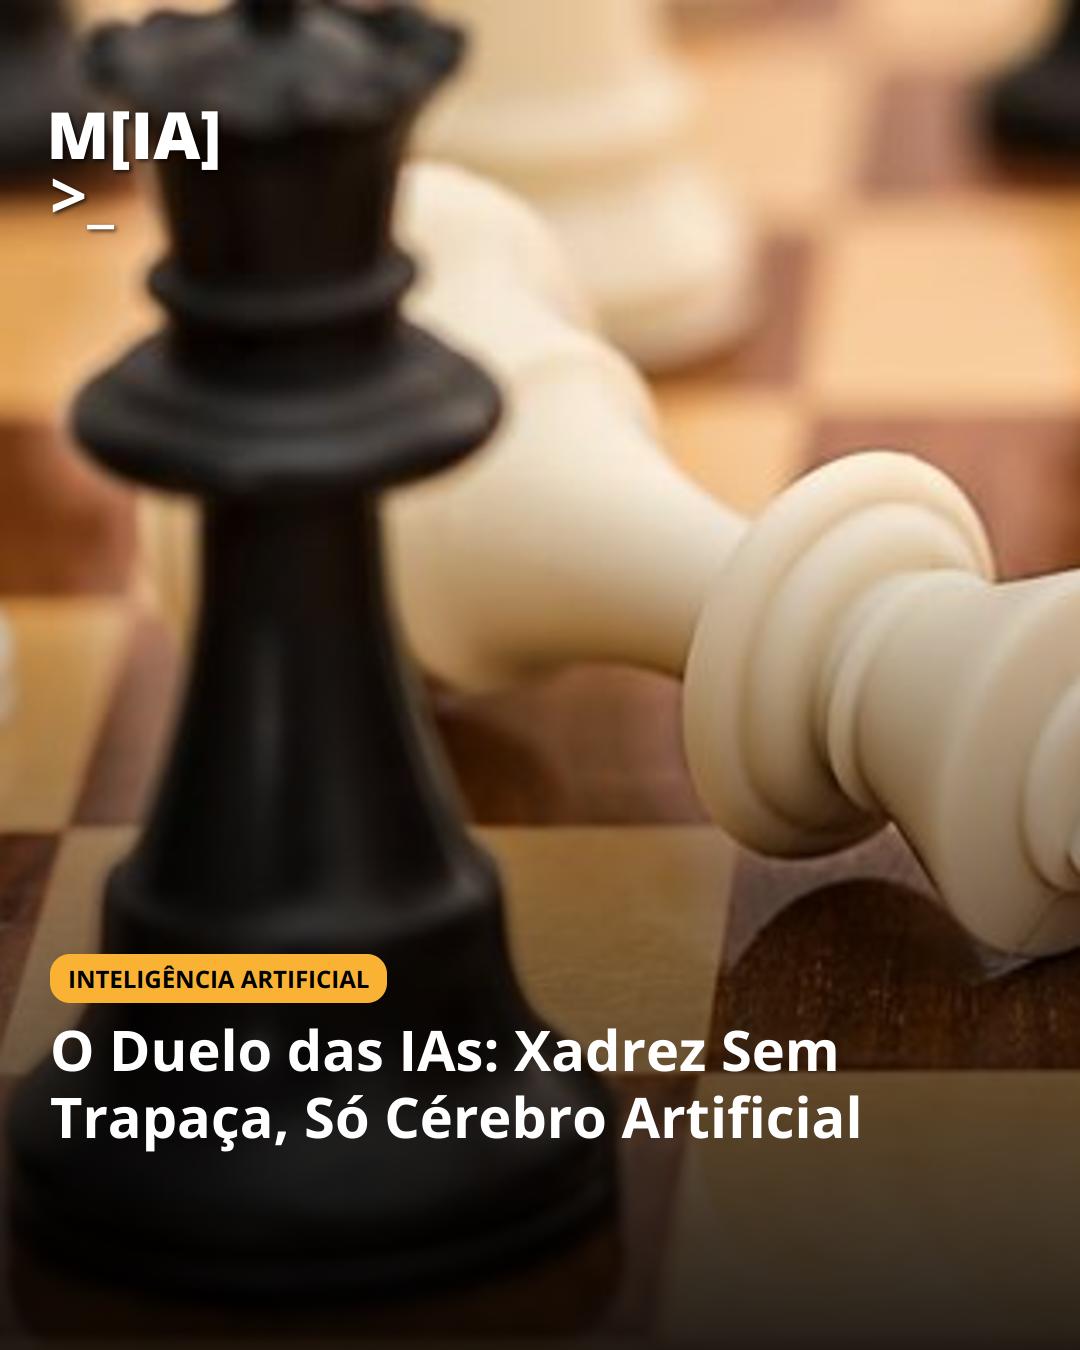 M[IA]
>_
INTELIGÊNCIA ARTIFICIAL
O Duelo das IAs: Xadrez Sem
Trapaça, Só Cérebro Artificial